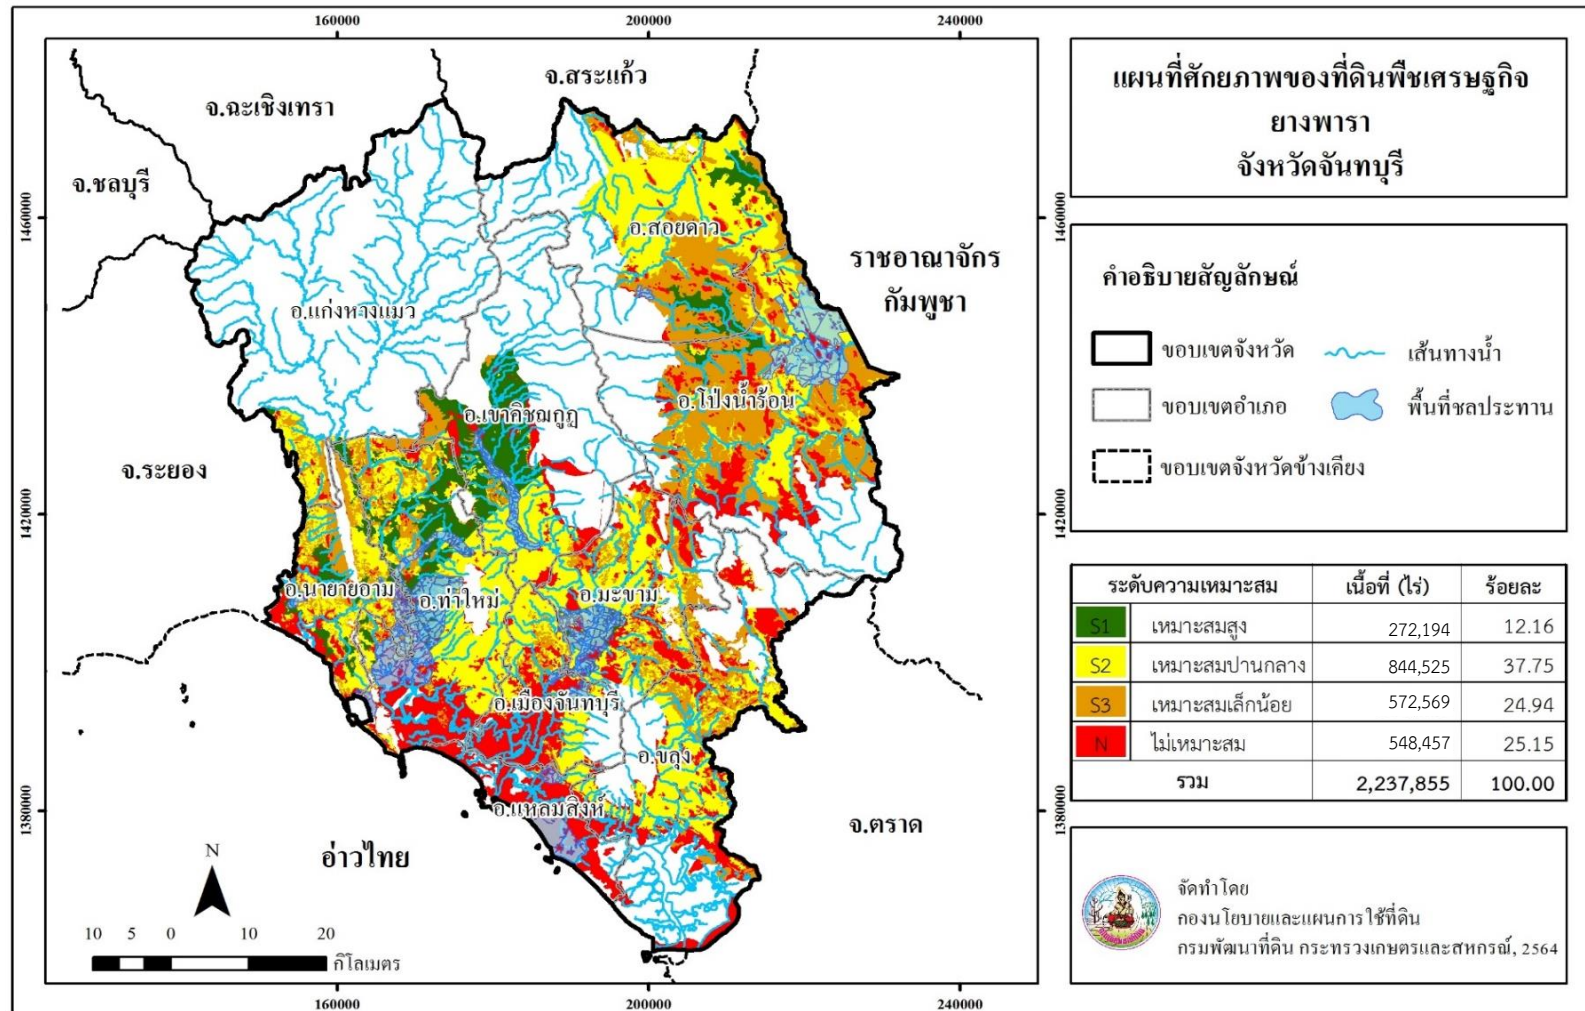 160000
200000
240000
แผนที่ศักยภาพของที่ดินพืชเศรษฐกิจ
ยางพารา
จังหวัดจันทบุรี
จ.สระแก้ว
จ.ฉะเชิงเทรา
จ.ชลบุรี
1460000
1460000
อ.สอยดาว
ราชอาณาจักร
กัมพูชา
อ.แก่งหางแมว
คำอธิบายสัญลักษณ์
ขอบเขตจังหวัด
เส้นทางน้ำ
ขอบเขตอำเภอ
พื้นที่ชลประทาน
ขอบเขตจังหวัดข้างเคียง
อ.โป่งน้ำร้อน
อ.เขาคิชฌกูฏ
จ.ระยอง
1420000
1420000
อ.นายายอาม
อ.ท่าใหม่
อ.มะขาม
อ.เมืองจันทบุรี
อ.ขลุง
อ.แหลมสิงห์
จ.ตราด
1380000
1380000
อ่าวไทย
ระดับความเหมาะสม เนื้อที่ (ไร่) ร้อยละ
S1 เหมาะสมสูง 272,194 12.16
S2 เหมาะสมปานกลาง 844,525 37.75
S3 เหมาะสมเล็กน้อย 572,569 24.94
N ไม่เหมาะสม 548,457 25.15
รวม 2,237,855 100.00
N
10 5 0 10 20
กิโลเมตร
จัดทำโดย
กองนโยบายและแผนการใช้ที่ดิน
กรมพัฒนาที่ดิน กระทรวงเกษตรและสหกรณ์, 2564
160000
200000
240000